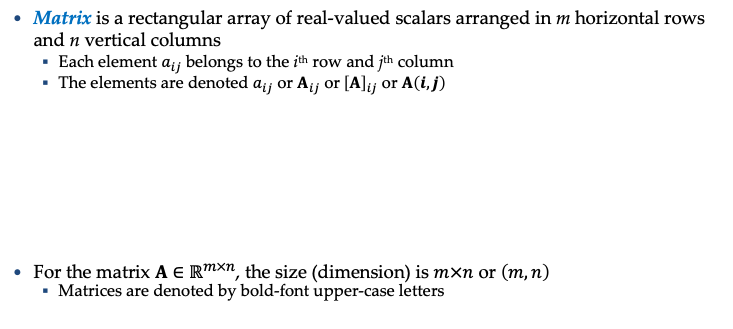 • Matrix is a rectangular array of real-valued scalars arranged in m horizontal rows
and n vertical columns
▪ Each element aᵢⱼ belongs to the iᵗʰ row and jᵗʰ column
▪ The elements are denoted aᵢⱼ or 𝐀ᵢⱼ or [𝐀]ᵢⱼ or 𝐀(𝒊,𝒋)
• For the matrix 𝐀 ∈ ℝᵐˣⁿ, the size (dimension) is m×n or (m, n)
▪ Matrices are denoted by bold-font upper-case letters